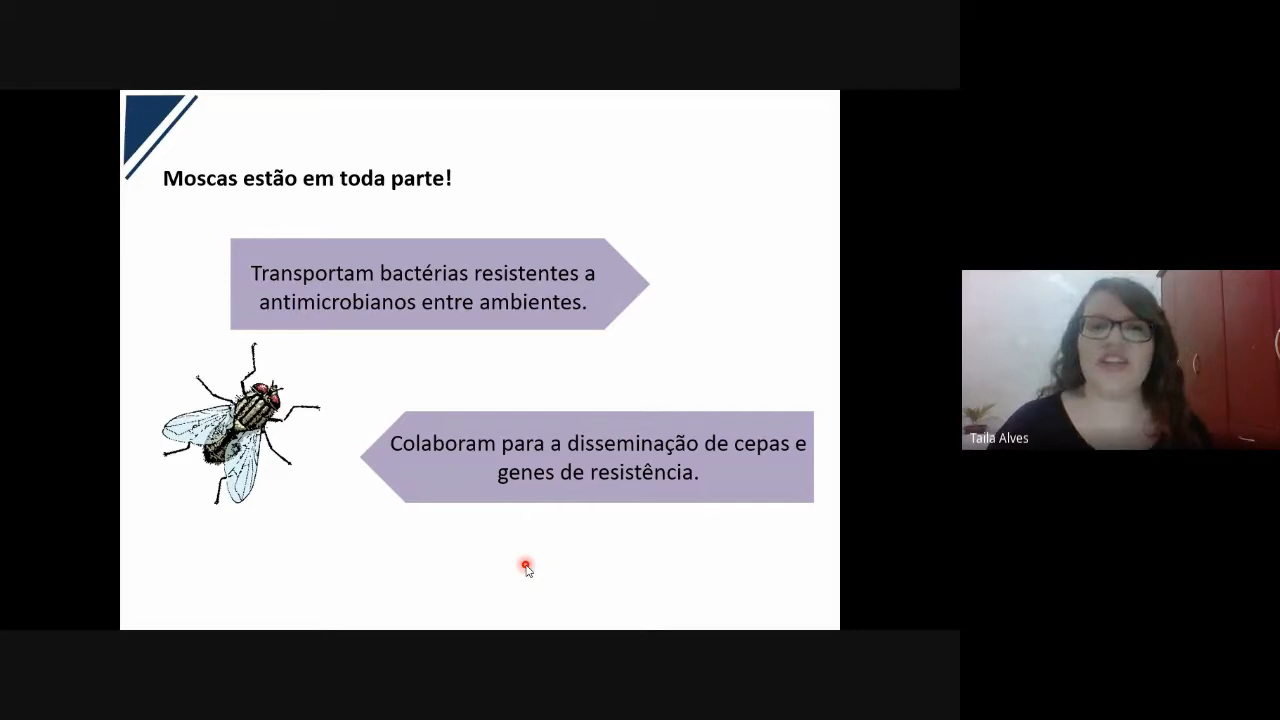 Moscas estão em toda parte!
Transportam bactérias resistentes a
antimicrobianos entre ambientes.
Colaboram para a disseminação de cepas e
genes de resistência.
Taila Alves